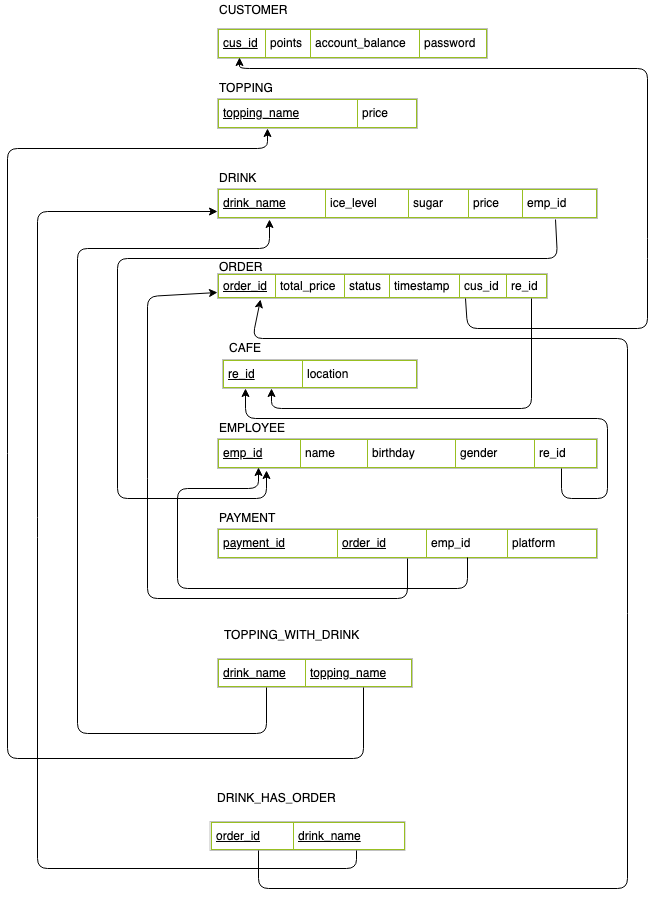 CUSTOMER
cus_id points account_balance password
TOPPING
topping_name price
DRINK
drink_name ice_level sugar price emp_id
ORDER
order_id total_price status timestamp cus_id re_id
CAFE
re_id location
EMPLOYEE
emp_id name birthday gender re_id
PAYMENT
payment_id order_id emp_id platform
TOPPING_WITH_DRINK
drink_name topping_name
DRINK_HAS_ORDER
order_id drink_name